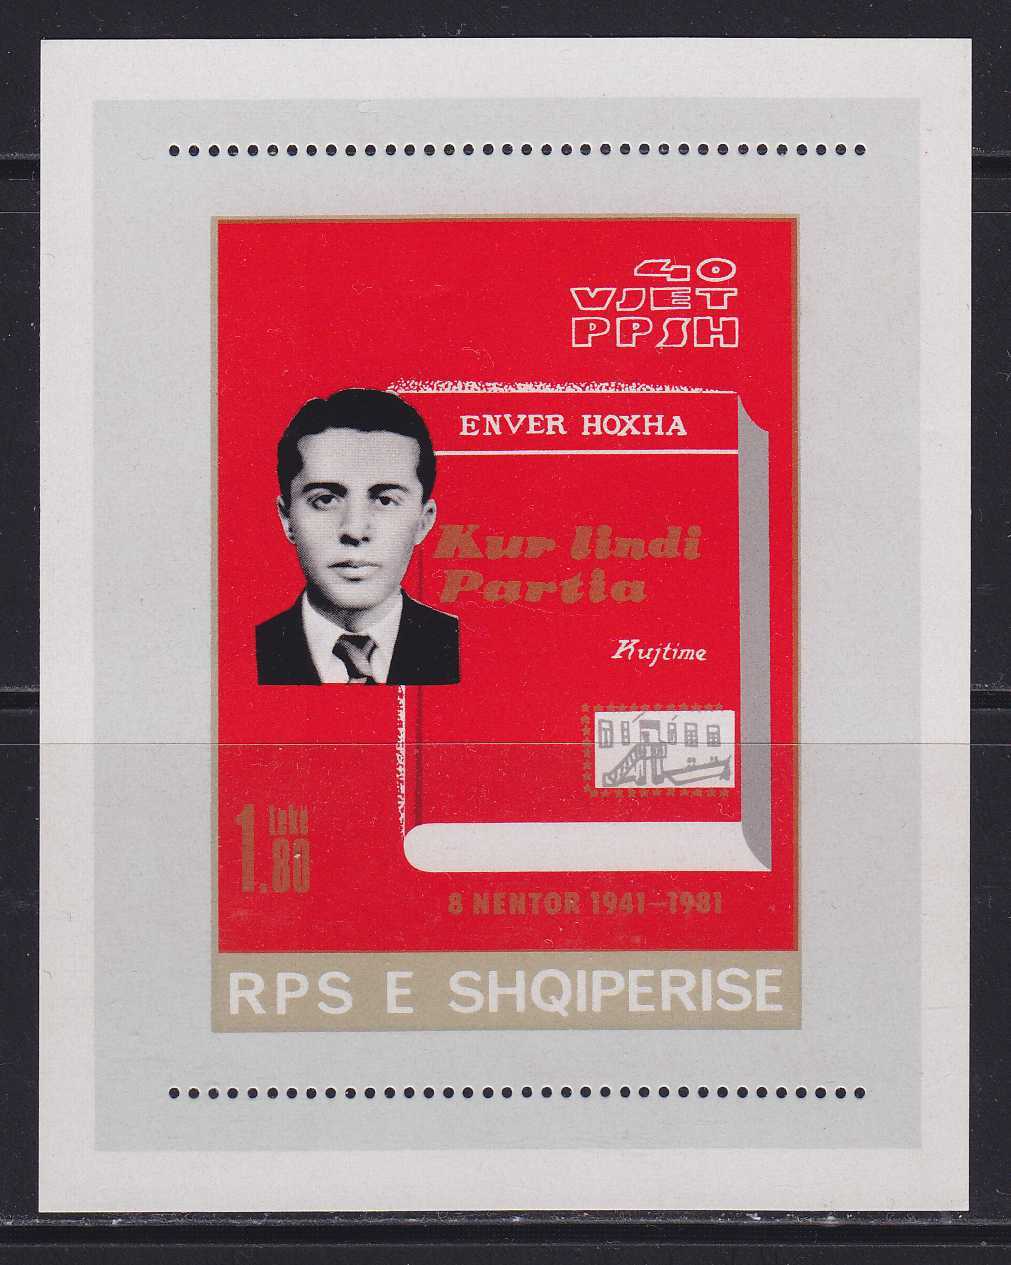 40
VJET
PPSH
ENVER HOXHA
Kur lindi
Partia
Kujtime
1.80 leke
8 NENTOR 1941-1981
RPS E SHQIPERISE